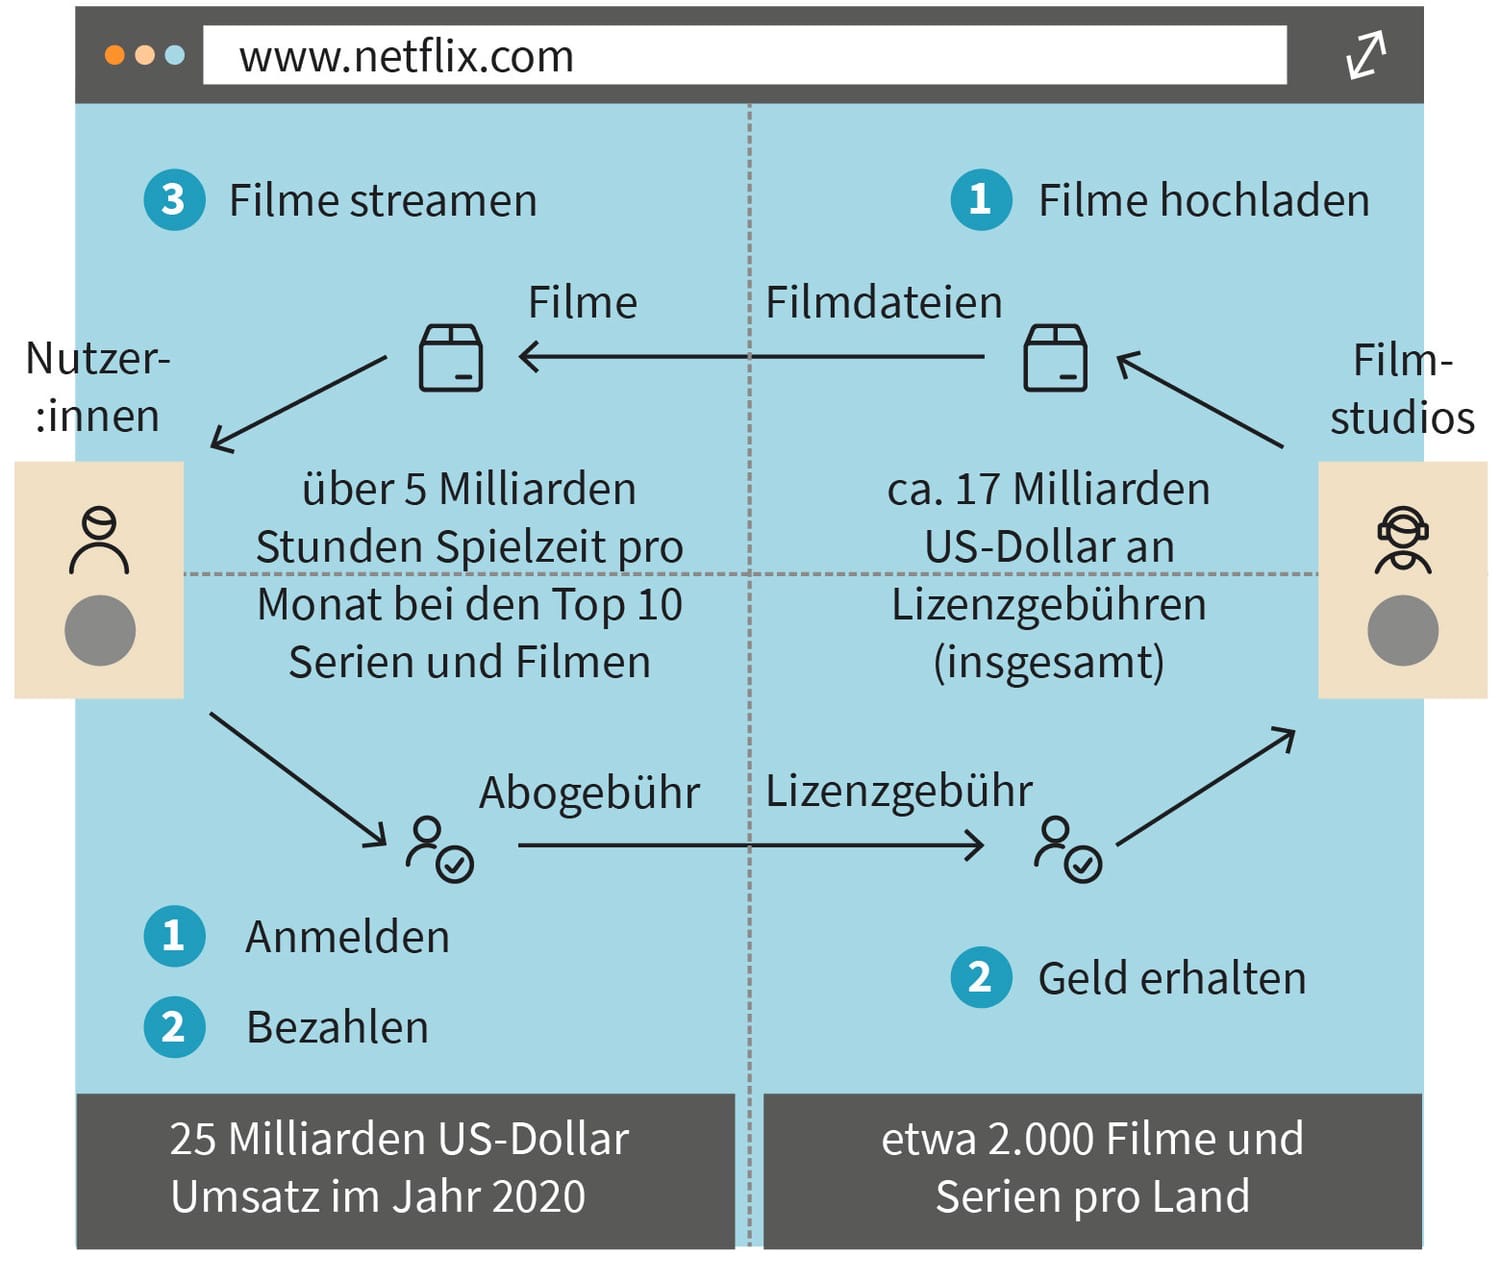 www.netflix.com
3 Filme streamen
1 Filme hochladen
Filme
Filmdateien
Nutzer-
:innen
Film-
studios
über 5 Milliarden
Stunden Spielzeit pro
Monat bei den Top 10
Serien und Filmen
ca. 17 Milliarden
US-Dollar an
Lizenzgebühren
(insgesamt)
Abogebühr
Lizenzgebühr
1 Anmelden
2 Bezahlen
2 Geld erhalten
25 Milliarden US-Dollar
Umsatz im Jahr 2020
etwa 2.000 Filme und
Serien pro Land